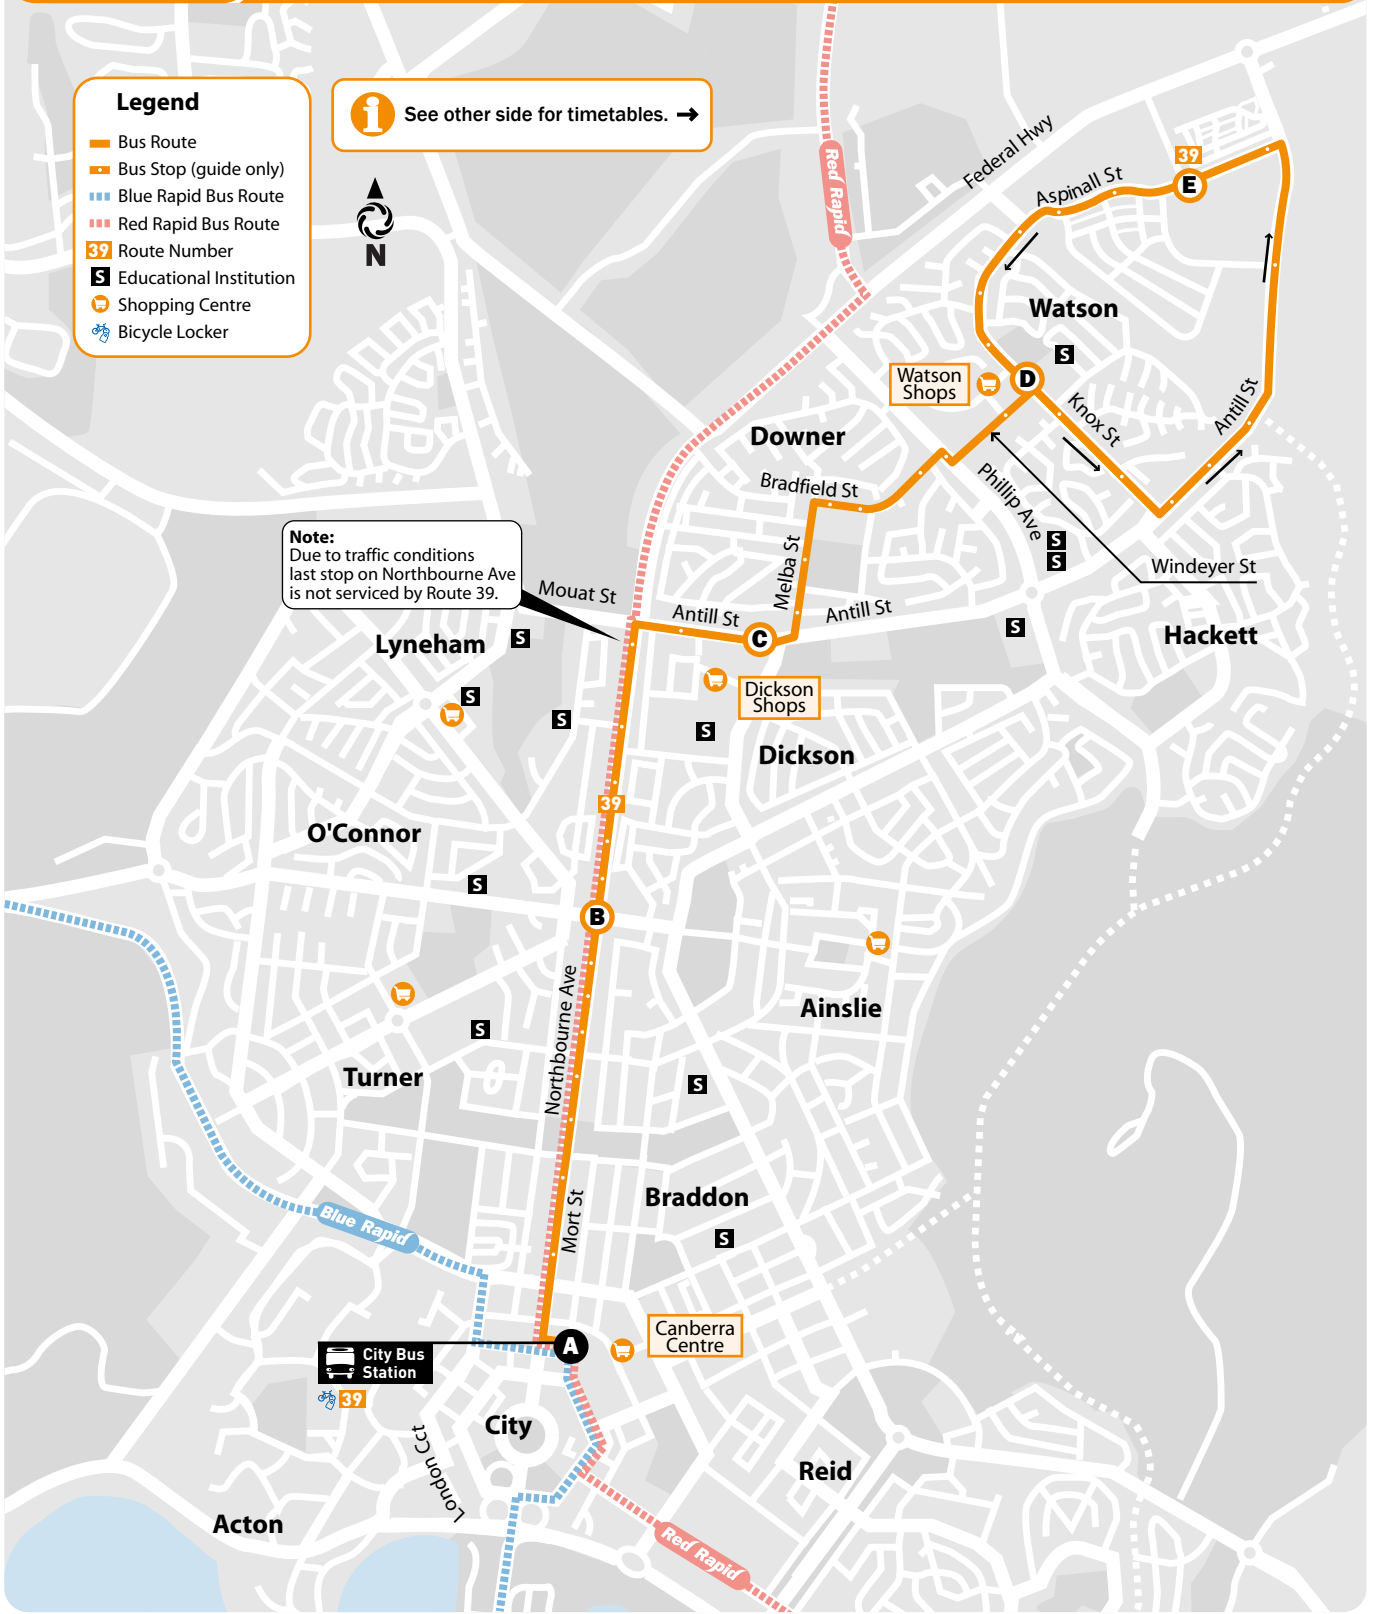 Legend
Bus Route
Bus Stop (guide only)
Blue Rapid Bus Route
Red Rapid Bus Route
39 Route Number
S Educational Institution
Shopping Centre
Bicycle Locker
i See other side for timetables. →
N
Red Rapid
Federal Hwy
39
Aspinall St
E
Watson
S
Watson
Shops
D
Knox St
Antill St
Downer
Bradfield St
Phillip Ave
S
S
Windeyer St
Note:
Due to traffic conditions
last stop on Northbourne Ave
is not serviced by Route 39.
Mouat St
Antill St
Melba St
Antill St
C
S
Hackett
Lyneham
S
S
S
Dickson
Shops
S
Dickson
39
O'Connor
S
B
Northbourne Ave
Ainslie
S
Turner
S
Braddon
Mort St
S
Blue Rapid
A
Canberra
Centre
City Bus
Station
39
City
London Cct
Reid
Acton
Red Rapid